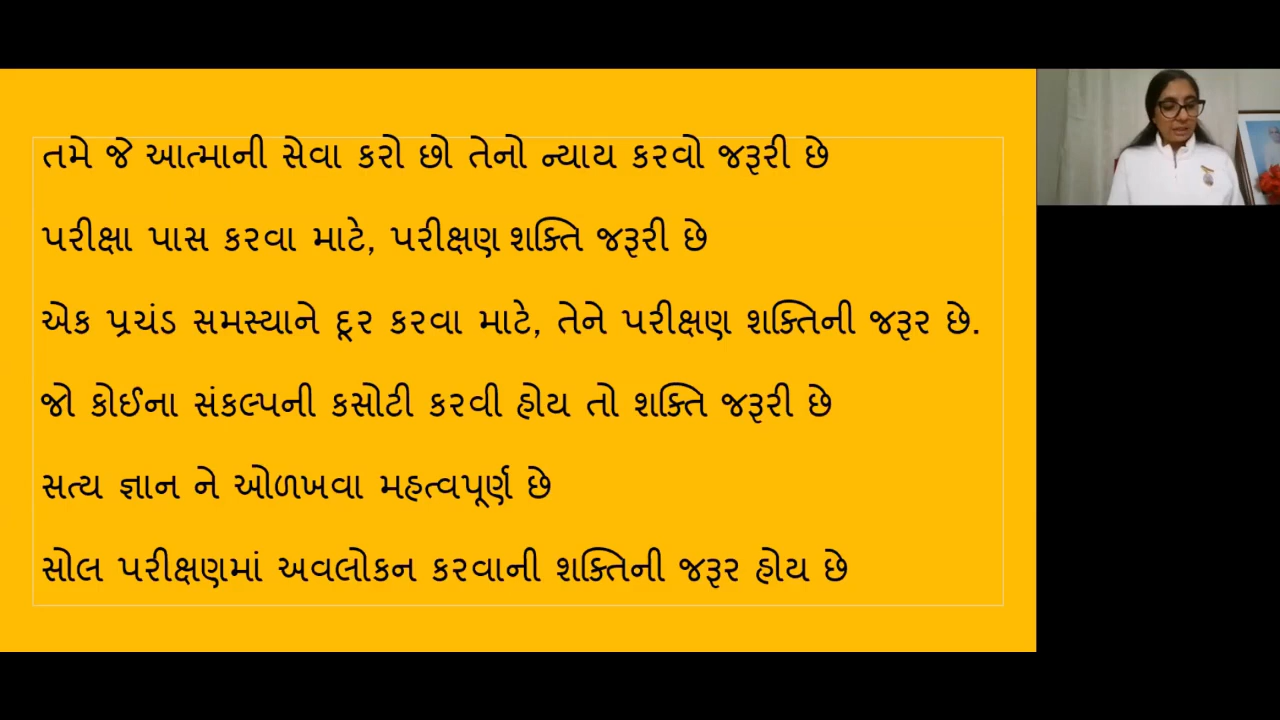 તમે જે આત્માની સેવા કરો છો તેનો ન્યાય કરવો જરૂરી છે
પરીક્ષા પાસ કરવા માટે, પરીક્ષણ શક્તિ જરૂરી છે
એક પ્રચંડ સમસ્યાને દૂર કરવા માટે, તેને પરીક્ષણ શક્તિની જરૂર છે.
જો કોઈના સંકલ્પની કસોટી કરવી હોય તો શક્તિ જરૂરી છે
સત્ય જ્ઞાન ને ઓળખવા મહત્વપૂર્ણ છે
સોલ પરીક્ષણમાં અવલોકન કરવાની શક્તિની જરૂર હોય છે